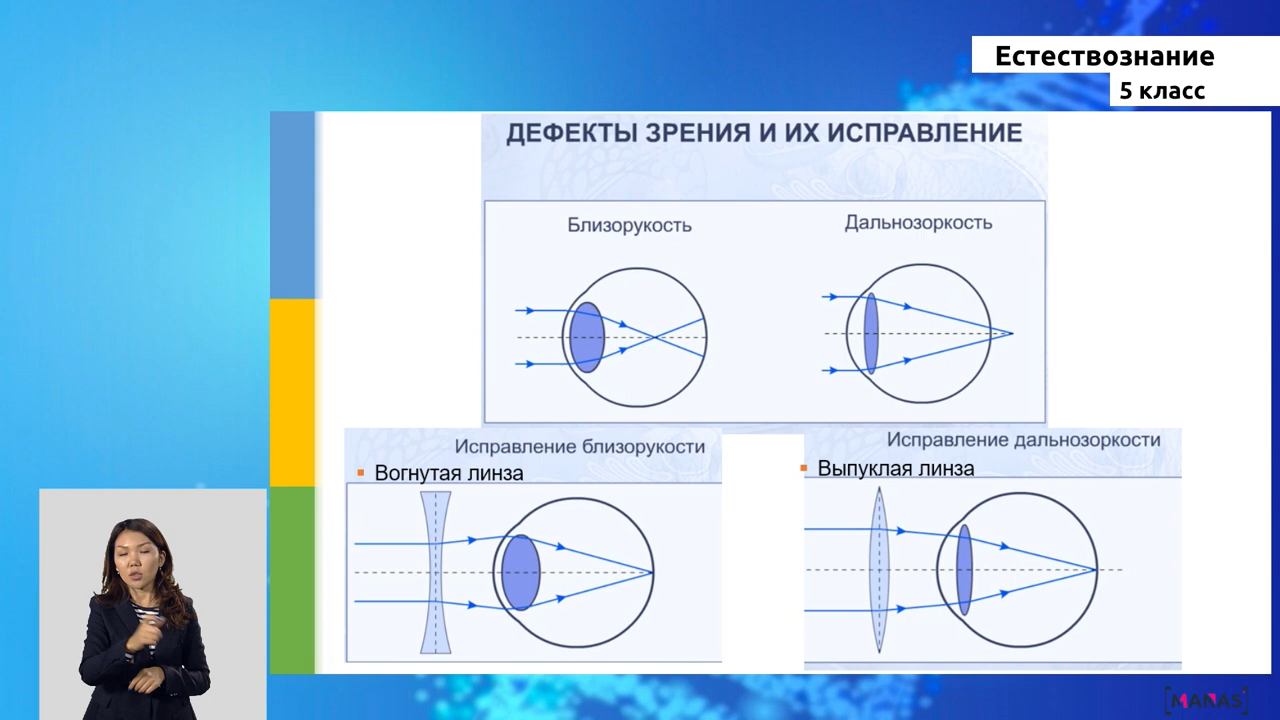 Естествознание
5 класс
ДЕФЕКТЫ ЗРЕНИЯ И ИХ ИСПРАВЛЕНИЕ
Близорукость
Дальнозоркость
Исправление близорукости
Вогнутая линза
Исправление дальнозоркости
Выпуклая линза
MANAS